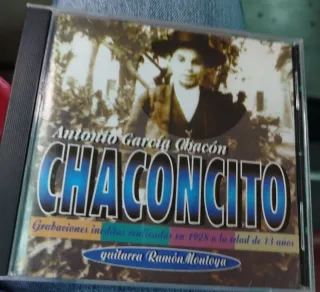 Antonio García Chacón
CHACONCITO
Grabaciones inéditas realizadas en 1928 a la edad de 13 años
guitarra Ramón Montoya